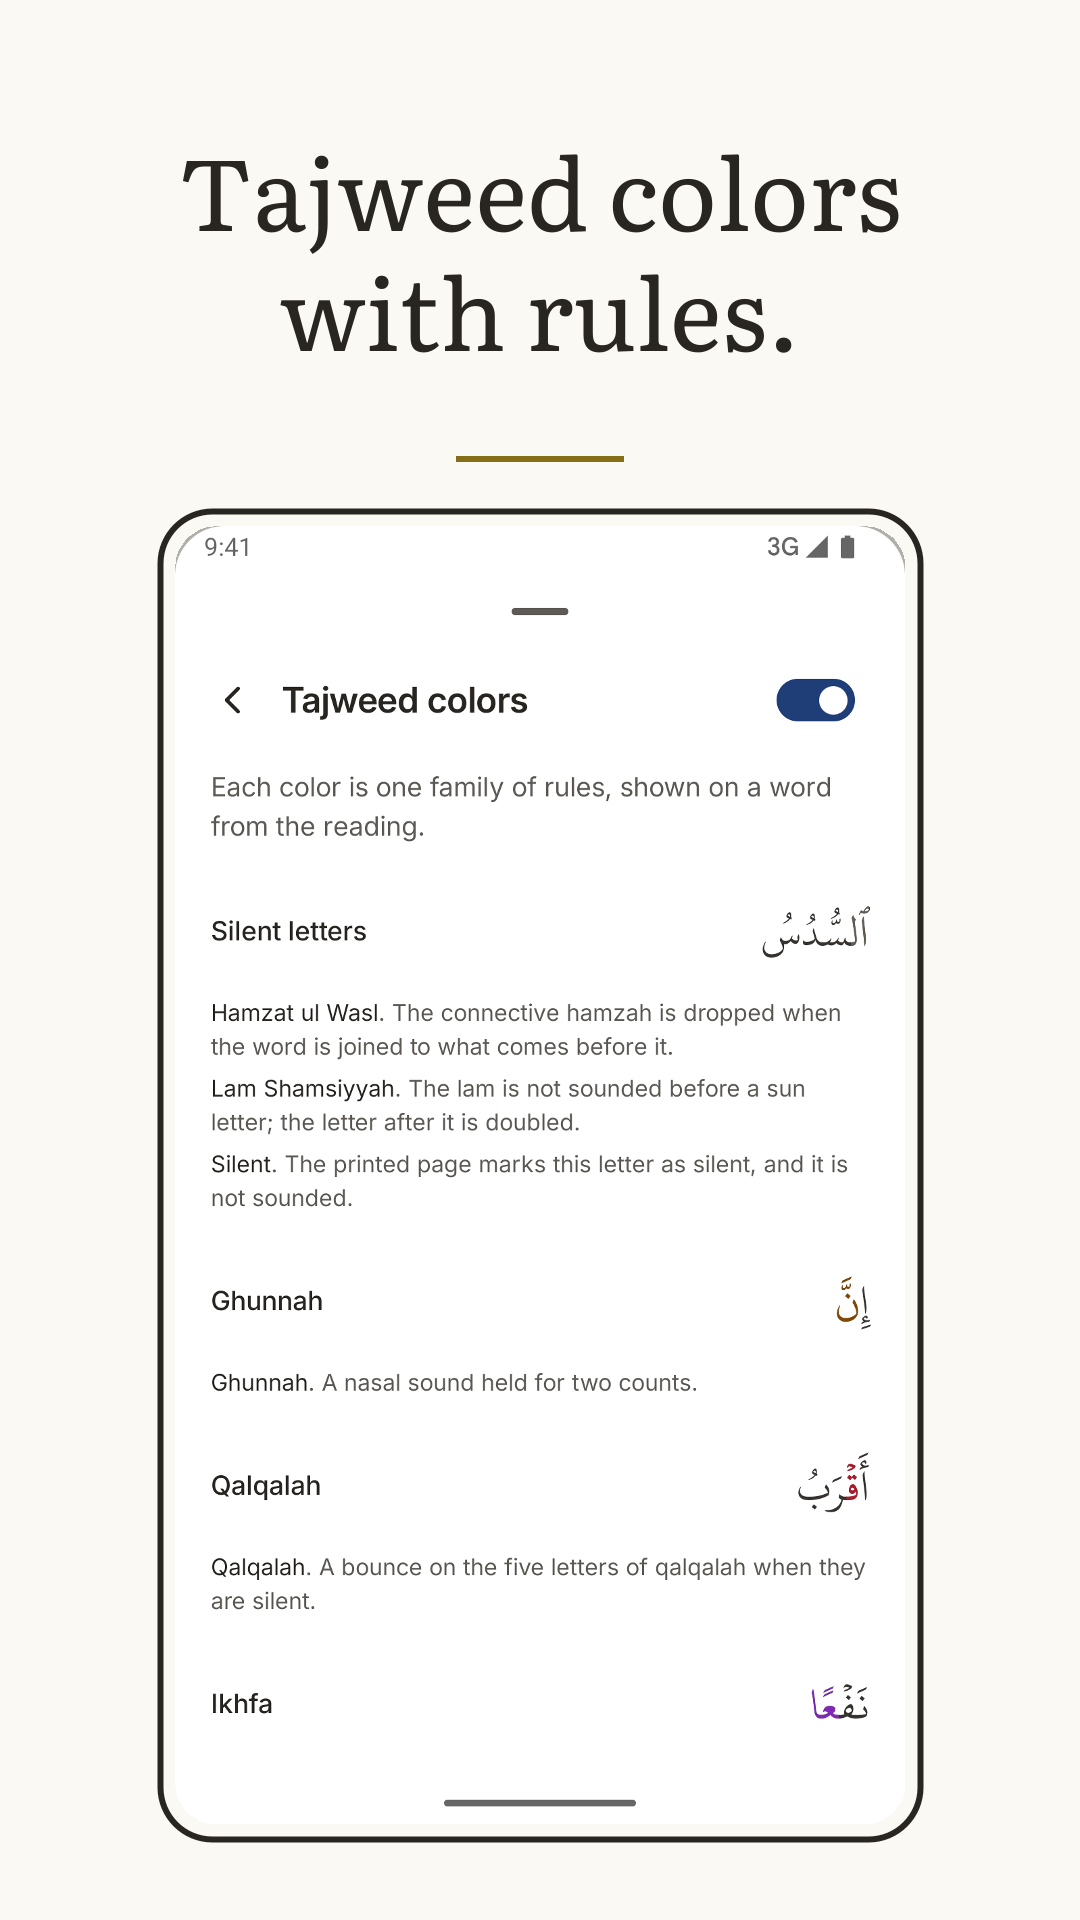 Tajweed colors
with rules.
9:41
3G
Tajweed colors
Each color is one family of rules, shown on a word
from the reading.
Silent letters
ٱلسُّدُسُ
Hamzat ul Wasl. The connective hamzah is dropped when
the word is joined to what comes before it.
Lam Shamsiyyah. The lam is not sounded before a sun
letter; the letter after it is doubled.
Silent. The printed page marks this letter as silent, and it is
not sounded.
Ghunnah
إِنَّ
Ghunnah. A nasal sound held for two counts.
Qalqalah
أَقۡرَبُ
Qalqalah. A bounce on the five letters of qalqalah when they
are silent.
Ikhfa
نَفۡعًا